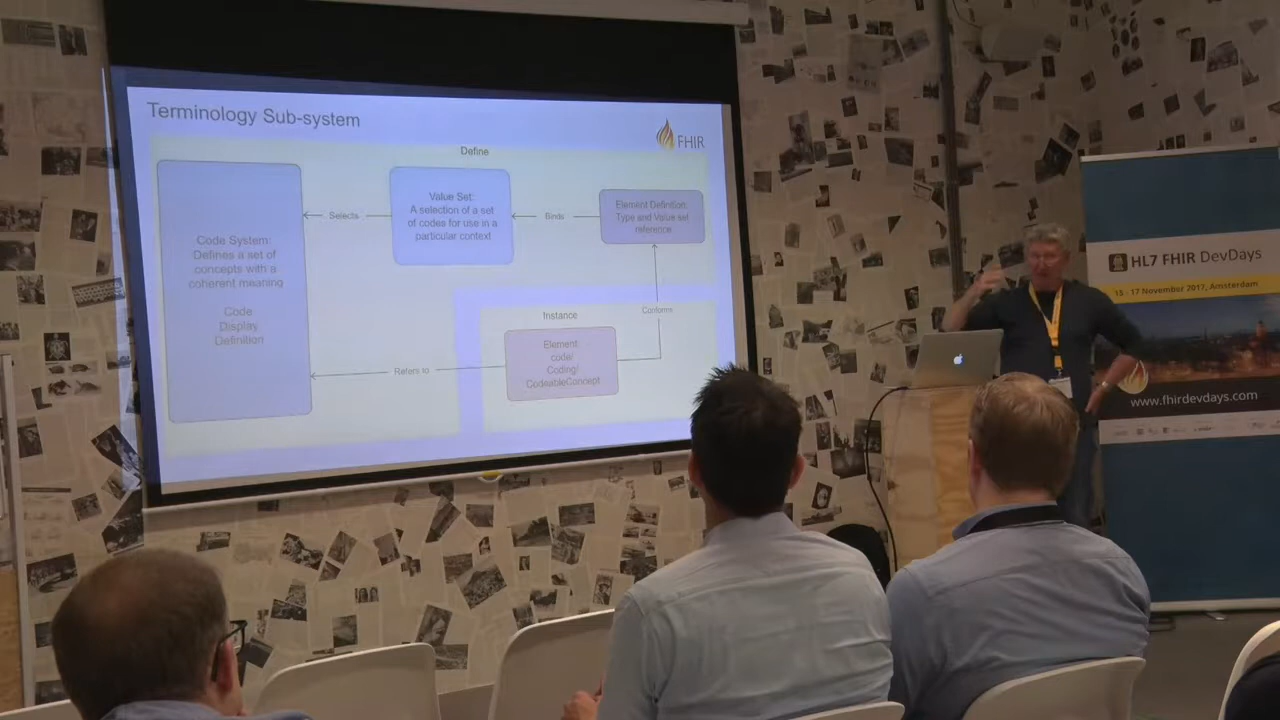 Terminology Sub-system
FHIR
Define
Code System:
Defines a set of
concepts with a
coherent meaning
Code
Display
Definition
Selects
Value Set:
A selection of a set
of codes for use in a
particular context
Binds
Element Definition:
Type and Value set
reference
Conforms
Instance
Element
code/
Coding/
CodeableConcept
Refers to
HL7 FHIR DevDays
15 - 17 November 2017, Amsterdam
www.fhirdevdays.com